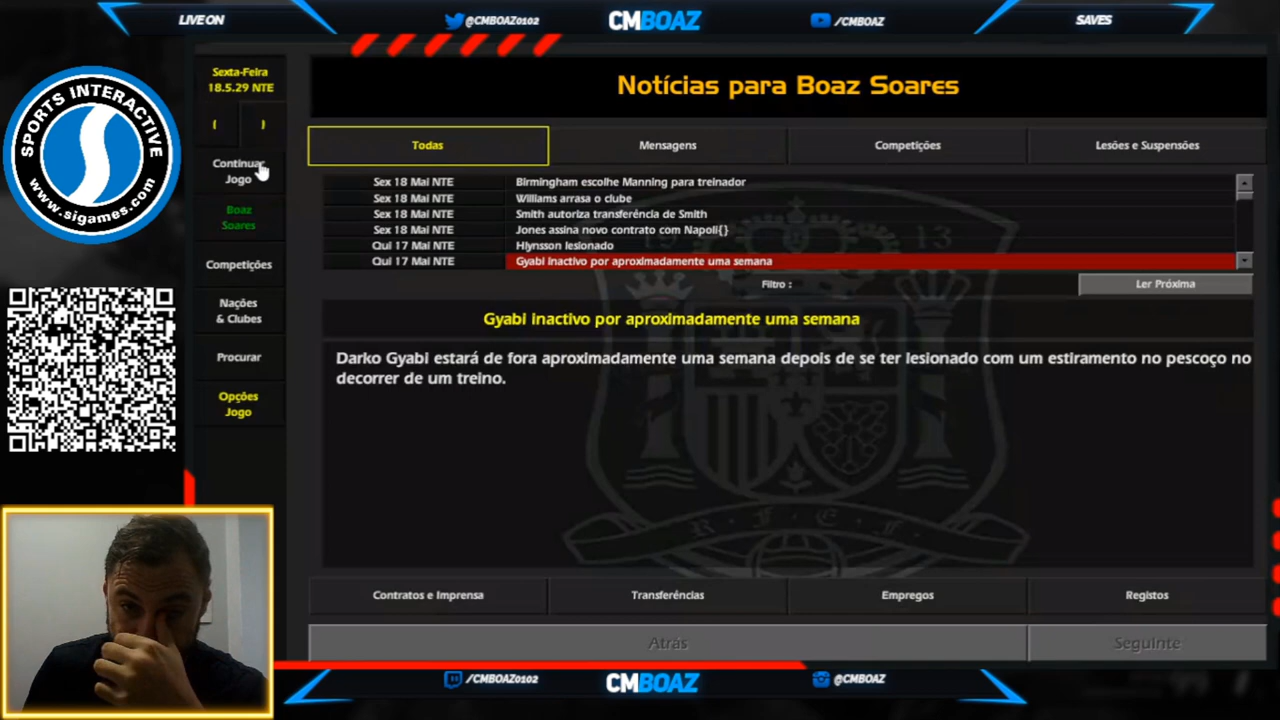 LIVE ON
@CMBOAZ0102
CMBOAZ
/CMBOAZ
SAVES
SPORTS INTERACTIVE
www.sigames.com
Sexta-Feira
18.5.29 NTE
Notícias para Boaz Soares
Continuar
Jogo
Boaz
Soares
Competições
Nações
& Clubes
Procurar
Opções
Jogo
Todas
Mensagens
Competições
Lesões e Suspensões
Sex 18 Mai NTE Birmingham escolhe Manning para treinador
Sex 18 Mai NTE Williams arrasa o clube
Sex 18 Mai NTE Smith autoriza transferência de Smith
Sex 18 Mai NTE Jones assina novo contrato com Napoli{}
Qui 17 Mai NTE Hlynsson lesionado
Qui 17 Mai NTE Gyabi inactivo por aproximadamente uma semana
Filtro :
Ler Próxima
Gyabi inactivo por aproximadamente uma semana
Darko Gyabi estará de fora aproximadamente uma semana depois de se ter lesionado com um estiramento no pescoço no
decorrer de um treino.
19 13
R. F. E. F.
Contratos e Imprensa
Transferências
Empregos
Registos
Atrás
Seguinte
/CMBOAZ0102
CMBOAZ
@CMBOAZ